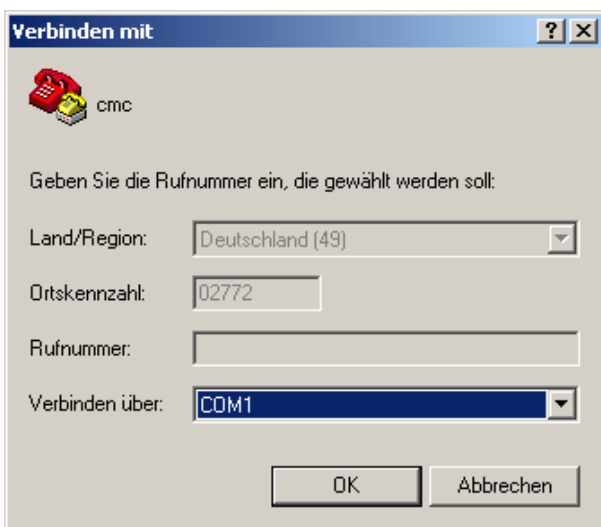 Verbinden mit
cmc
Geben Sie die Rufnummer ein, die gewählt werden soll:
Land/Region: Deutschland (49)
Ortskennzahl: 02772
Rufnummer:
Verbinden über: COM1
OK Abbrechen